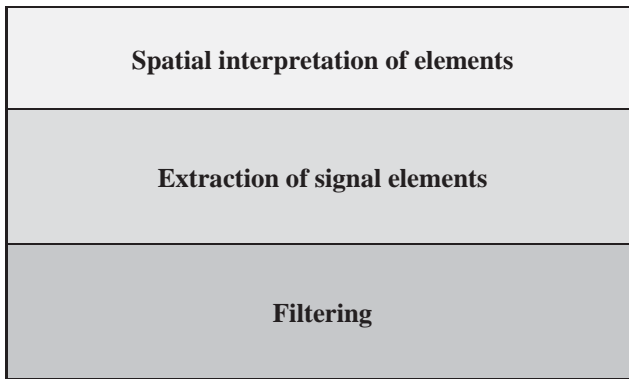 Spatial interpretation of elements
Extraction of signal elements
Filtering